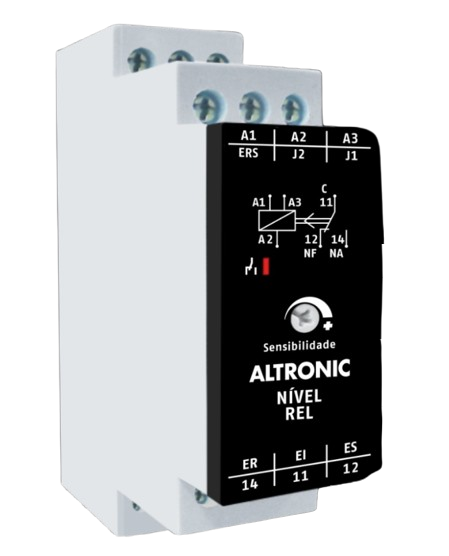 A1 A2 A3
ERS J2 J1
C
A1 A3 11
A2 12 14
NF NA
+
Sensibilidade
ALTRONIC
NÍVEL
REL
ER EI ES
14 11 12